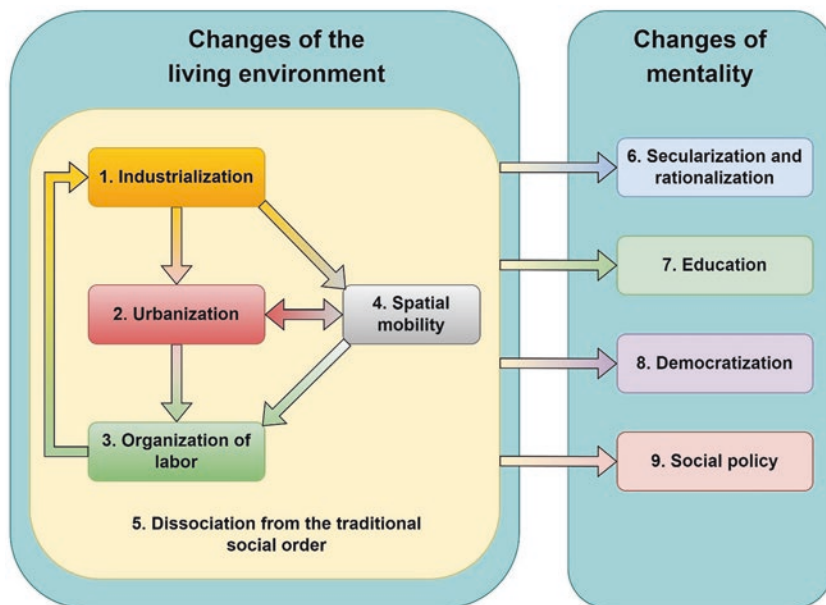 Changes of the
living environment
1. Industrialization
2. Urbanization
3. Organization of
labor
4. Spatial
mobility
5. Dissociation from the traditional
social order
Changes of
mentality
6. Secularization and
rationalization
7. Education
8. Democratization
9. Social policy